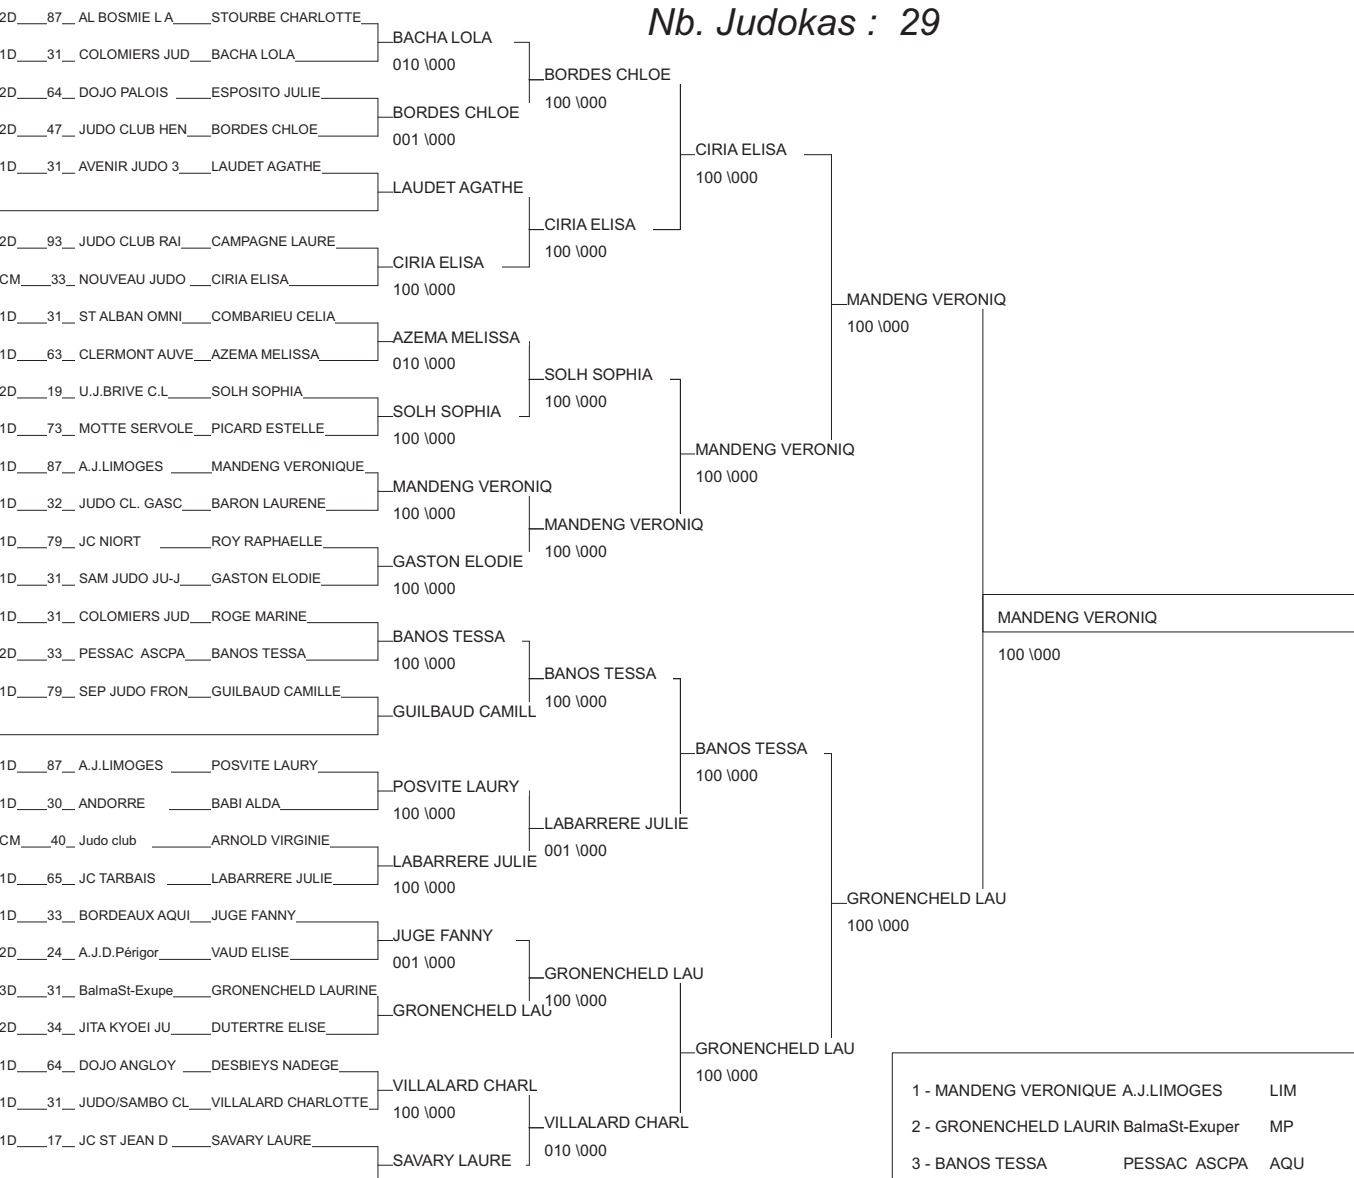 Nb. Judokas : 29
2D 87 AL BOSMIE L A STOURBE CHARLOTTE
1D 31 COLOMIERS JUD BACHA LOLA
2D 64 DOJO PALOIS ESPOSITO JULIE
2D 47 JUDO CLUB HEN BORDES CHLOE
1D 31 AVENIR JUDO 3 LAUDET AGATHE
2D 93 JUDO CLUB RAI CAMPAGNE LAURE
CM 33 NOUVEAU JUDO CIRIA ELISA
1D 31 ST ALBAN OMNI COMBARIEU CELIA
1D 63 CLERMONT AUVE AZEMA MELISSA
2D 19 U.J.BRIVE C.L SOLH SOPHIA
1D 73 MOTTE SERVOLE PICARD ESTELLE
1D 87 A.J.LIMOGES MANDENG VERONIQUE
1D 32 JUDO CL. GASC BARON LAURENE
1D 79 JC NIORT ROY RAPHAELLE
1D 31 SAM JUDO JU-J GASTON ELODIE
1D 31 COLOMIERS JUD ROGE MARINE
2D 33 PESSAC ASCPA BANOS TESSA
1D 79 SEP JUDO FRON GUILBAUD CAMILLE
1D 87 A.J.LIMOGES POSVITE LAURY
1D 30 ANDORRE BABI ALDA
CM 40 Judo club ARNOLD VIRGINIE
1D 65 JC TARBAIS LABARRERE JULIE
1D 33 BORDEAUX AQUI JUGE FANNY
2D 24 A.J.D.Périgor VAUD ELISE
3D 31 BalmaSt-Exupe GRONENCHELD LAURINE
2D 34 JITA KYOEI JU DUTERTRE ELISE
1D 64 DOJO ANGLOY DESBIEYS NADEGE
1D 31 JUDO/SAMBO CL VILLALARD CHARLOTTE
1D 17 JC ST JEAN D SAVARY LAURE
BACHA LOLA
010 \000
BORDES CHLOE
001 \000
LAUDET AGATHE
CIRIA ELISA
100 \000
AZEMA MELISSA
010 \000
SOLH SOPHIA
100 \000
MANDENG VERONIQ
100 \000
GASTON ELODIE
100 \000
BANOS TESSA
100 \000
GUILBAUD CAMILL
POSVITE LAURY
100 \000
LABARRERE JULIE
100 \000
JUGE FANNY
001 \000
GRONENCHELD LAU
VILLALARD CHARL
100 \000
SAVARY LAURE
BORDES CHLOE
100 \000
CIRIA ELISA
100 \000
SOLH SOPHIA
100 \000
MANDENG VERONIQ
100 \000
BANOS TESSA
100 \000
LABARRERE JULIE
001 \000
GRONENCHELD LAU
100 \000
VILLALARD CHARL
010 \000
CIRIA ELISA
100 \000
MANDENG VERONIQ
100 \000
BANOS TESSA
100 \000
GRONENCHELD LAU
100 \000
MANDENG VERONIQ
100 \000
GRONENCHELD LAU
100 \000
MANDENG VERONIQ
100 \000
1 - MANDENG VERONIQUE A.J.LIMOGES LIM
2 - GRONENCHELD LAURIN BalmaSt-Exuper MP
3 - BANOS TESSA PESSAC ASCPA AQU